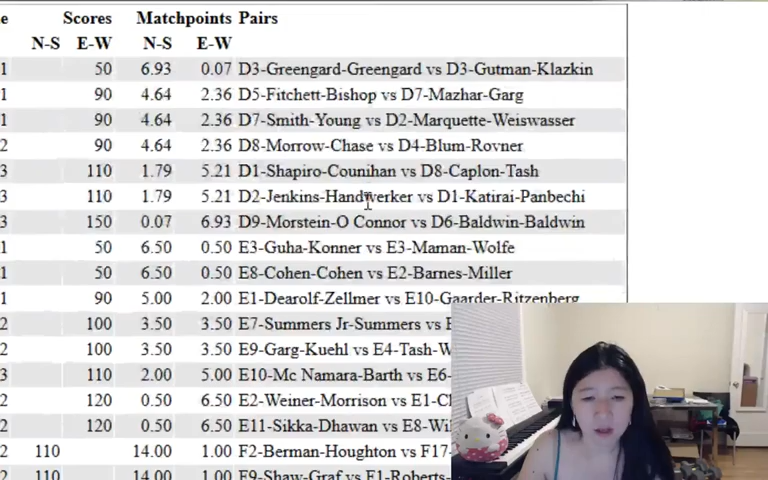 e Scores Matchpoints Pairs
N-S E-W N-S E-W
1 50 6.93 0.07 D3-Greengard-Greengard vs D3-Gutman-Klazkin
1 90 4.64 2.36 D5-Fitchett-Bishop vs D7-Mazhar-Garg
1 90 4.64 2.36 D7-Smith-Young vs D2-Marquette-Weiswasser
2 90 4.64 2.36 D8-Morrow-Chase vs D4-Blum-Rovner
3 110 1.79 5.21 D1-Shapiro-Counihan vs D8-Caplon-Tash
3 110 1.79 5.21 D2-Jenkins-Handwerker vs D1-Katirai-Panbechi
3 150 0.07 6.93 D9-Morstein-O Connor vs D6-Baldwin-Baldwin
1 50 6.50 0.50 E3-Guha-Konner vs E3-Maman-Wolfe
1 50 6.50 0.50 E8-Cohen-Cohen vs E2-Barnes-Miller
1 90 5.00 2.00 E1-Dearolf-Zellmer vs E10-Gaarder-Ritzenberg
2 100 3.50 3.50 E7-Summers Jr-Summers vs
2 100 3.50 3.50 E9-Garg-Kuehl vs E4-Tash-W
3 110 2.00 5.00 E10-Mc Namara-Barth vs E6-
2 120 0.50 6.50 E2-Weiner-Morrison vs E1-C
2 120 0.50 6.50 E11-Sikka-Dhawan vs E8-Wi
2 110 14.00 1.00 F2-Berman-Houghton vs F17-
2 110 14.00 1.00 F9-Shaw-Graf vs F1-Roberts-